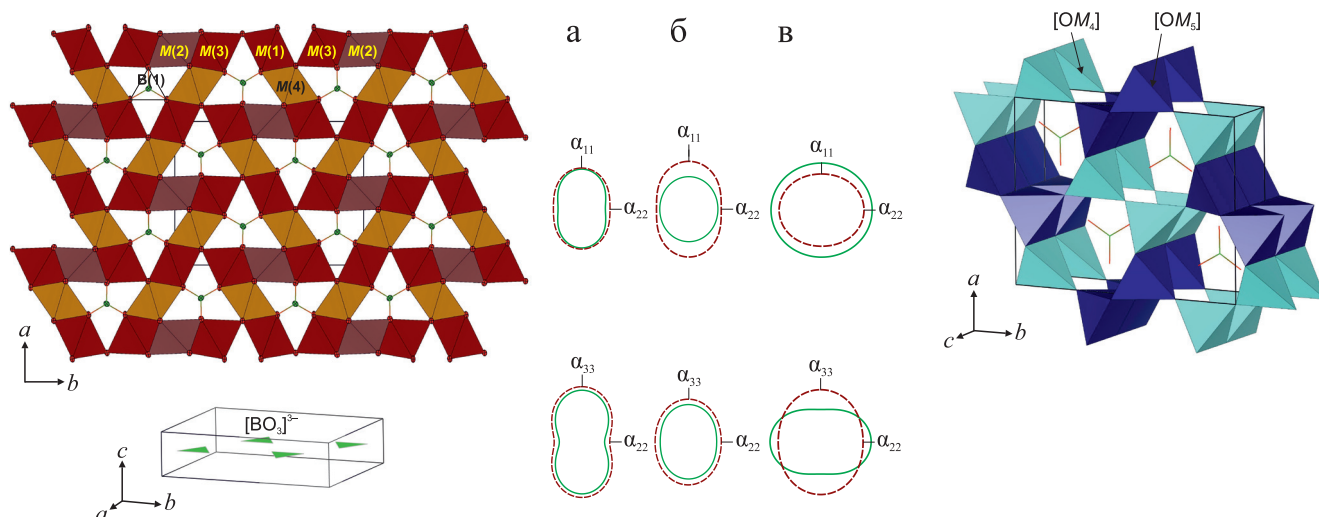 M(2) M(3) M(1) M(3) M(2)
B(1)
M(4)
a
b
[BO₃]³⁻
c
b
a
а б в
α₁₁
α₂₂
α₁₁
α₂₂
α₁₁
α₂₂
α₃₃
α₂₂
α₃₃
α₂₂
α₃₃
α₂₂
[OM₄] [OM₅]
a
c
b